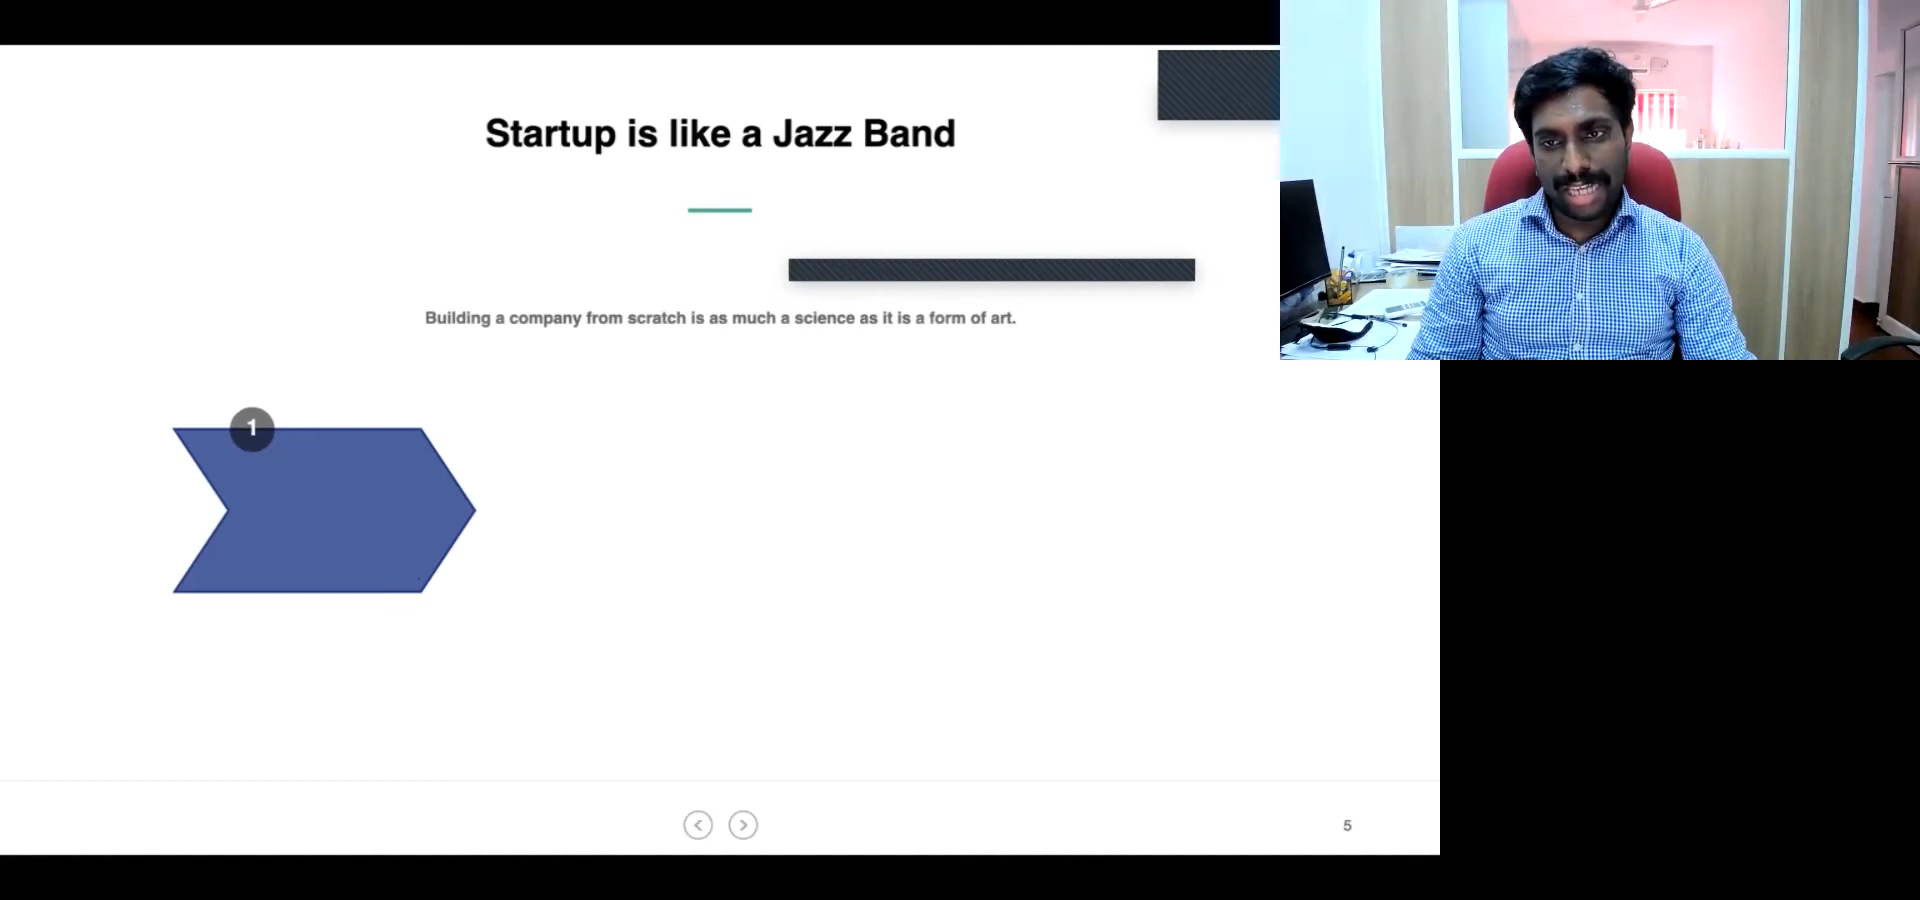 Startup is like a Jazz Band
Building a company from scratch is as much a science as it is a form of art.
1
5